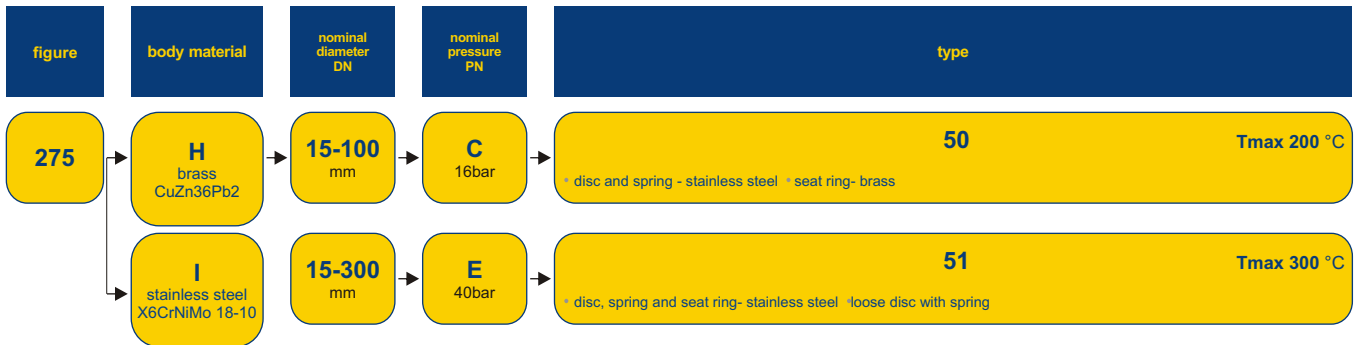 figure
body material
nominal
diameter
DN
nominal
pressure
PN
type
275
H
brass
CuZn36Pb2
15-100
mm
C
16bar
50
Tmax 200 °C
• disc and spring - stainless steel • seat ring- brass
I
stainless steel
X6CrNiMo 18-10
15-300
mm
E
40bar
51
Tmax 300 °C
• disc, spring and seat ring- stainless steel •loose disc with spring